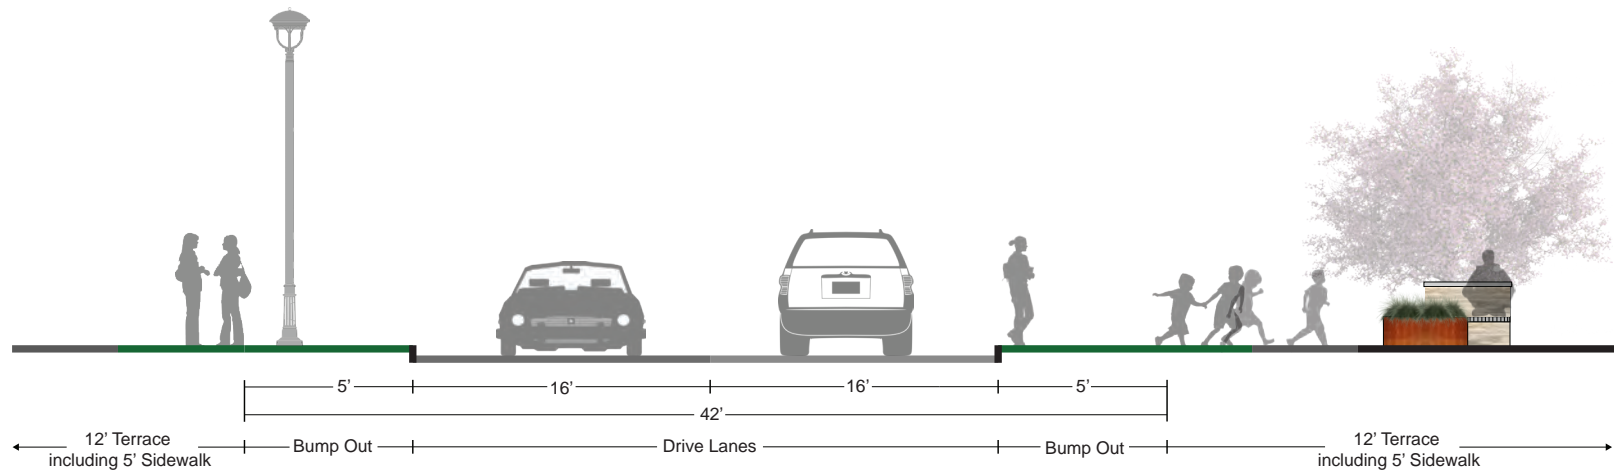 5’
16’
16’
5’
42’
12’ Terrace
including 5’ Sidewalk
Bump Out
Drive Lanes
Bump Out
12’ Terrace
including 5’ Sidewalk